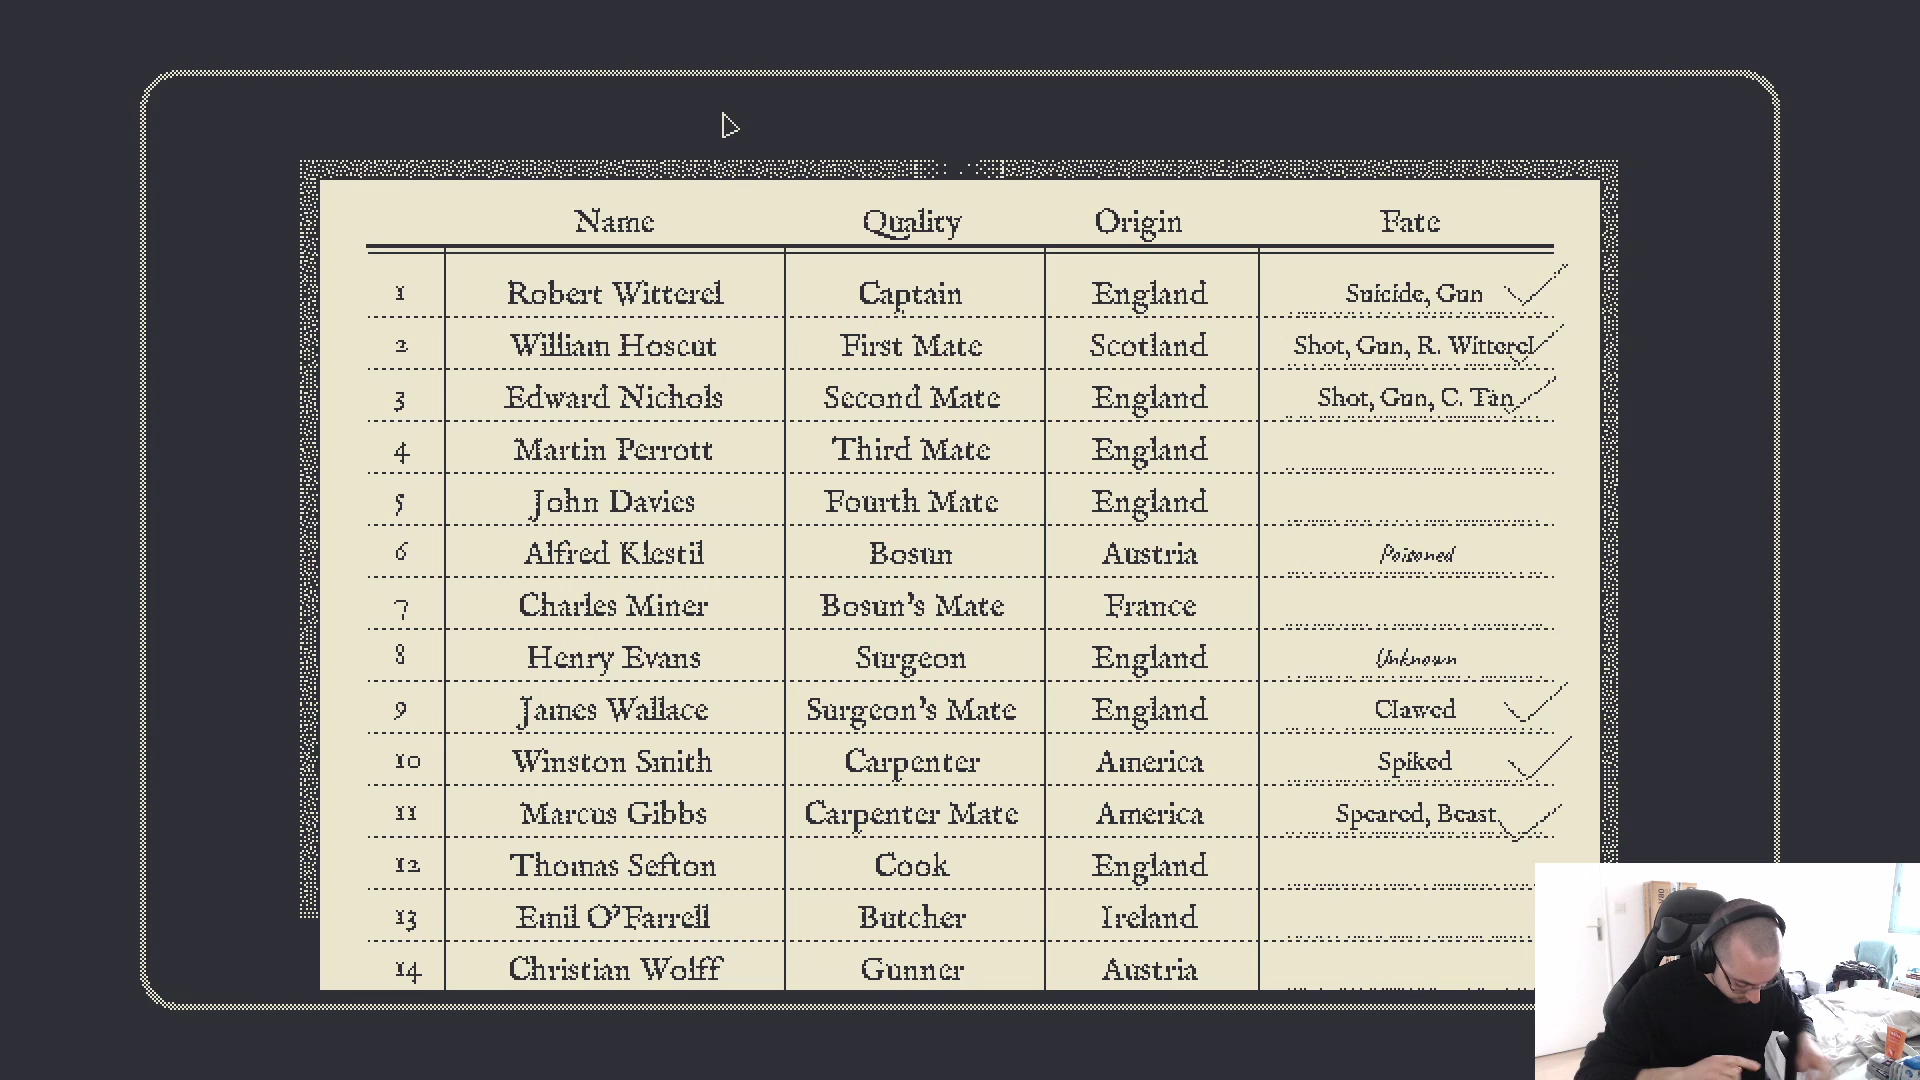 Name Quality Origin Fate
1 Robert Witterel Captain England Suicide, Gun
2 William Hoscut First Mate Scotland Shot, Gun, R. Witterel
3 Edward Nichols Second Mate England Shot, Gun, C. Tan
4 Martin Perrott Third Mate England
5 John Davies Fourth Mate England
6 Alfred Klestil Bosun Austria Poisoned
7 Charles Miner Bosun's Mate France
8 Henry Evans Surgeon England Unknown
9 James Wallace Surgeon's Mate England Clawed
10 Winston Smith Carpenter America Spiked
11 Marcus Gibbs Carpenter Mate America Speared, Beast
12 Thomas Sefton Cook England
13 Emil O'Farrell Butcher Ireland
14 Christian Wolff Gunner Austria